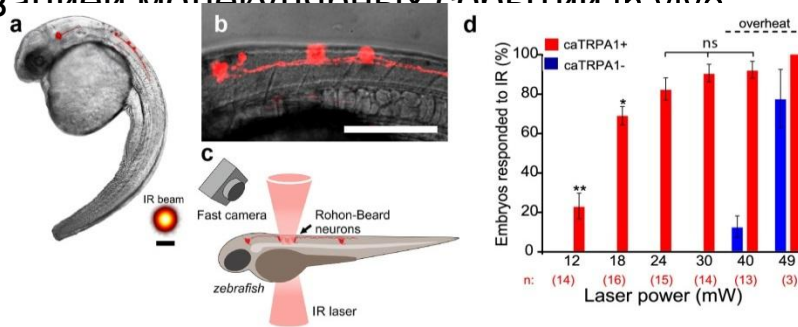 a
IR beam
b
c
Fast camera
Rohon-Beard
neurons
zebrafish
IR laser
d
overheat
caTRPA1+
caTRPA1-
ns
Embryos responded to IR (%)
100
80
60
40
20
0
**
*
12 18 24 30 40 49
n: (14) (16) (15) (14) (13) (3)
Laser power (mW)